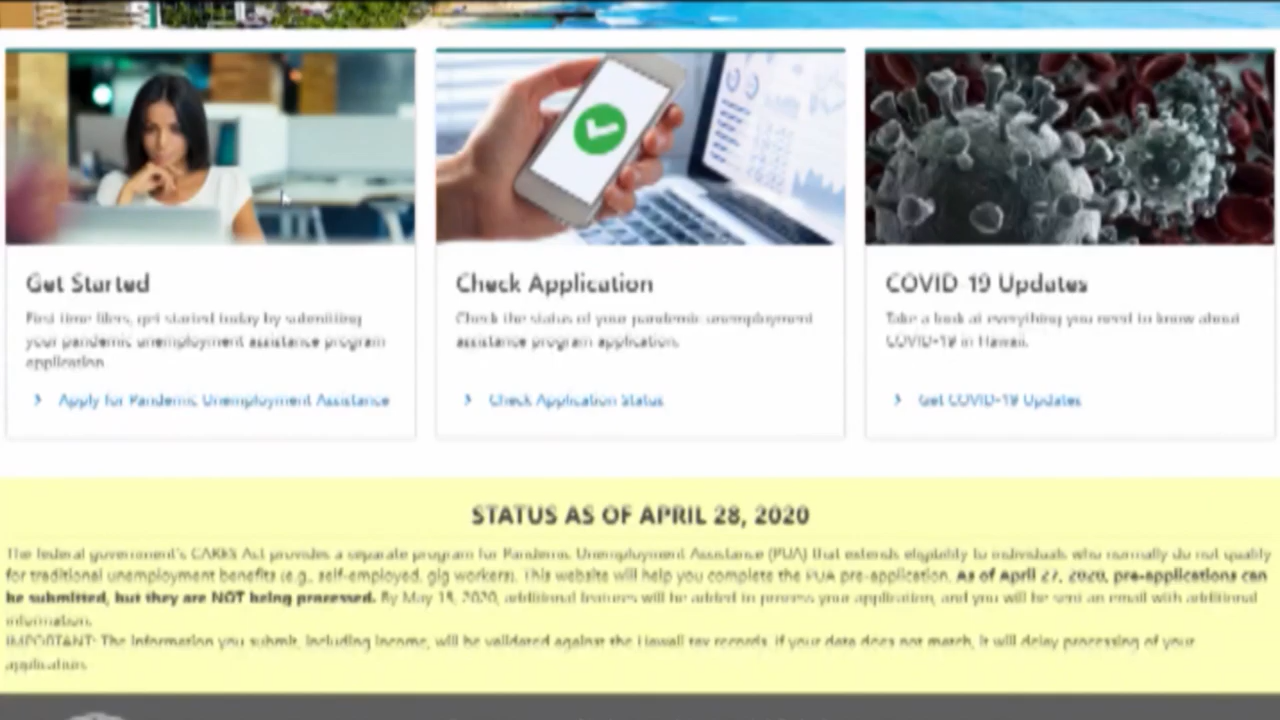 Get Started
First time filers, get started today by submitting
your pandemic unemployment assistance program
application.
Apply for Pandemic Unemployment Assistance
Check Application
Check the status of your pandemic unemployment
assistance program application.
Check Application Status
COVID-19 Updates
Take a look at everything you need to know about
COVID-19 in Hawaii.
Get COVID-19 Updates
STATUS AS OF APRIL 28, 2020
The federal government's CARES Act provides a separate program for Pandemic Unemployment Assistance (PUA) that extends eligibility to individuals who normally do not qualify
for traditional unemployment benefits (e.g., self-employed, gig workers). This website will help you complete the PUA pre-application. As of April 27, 2020, pre-applications can
be submitted, but they are NOT being processed. By May 2020, additional features will be added to process your application, and you will be sent an email with additional
information.
IMPORTANT: The information you submit, including income, will be validated against the Hawaii tax records. If your data does not match, it will delay processing of your
application.